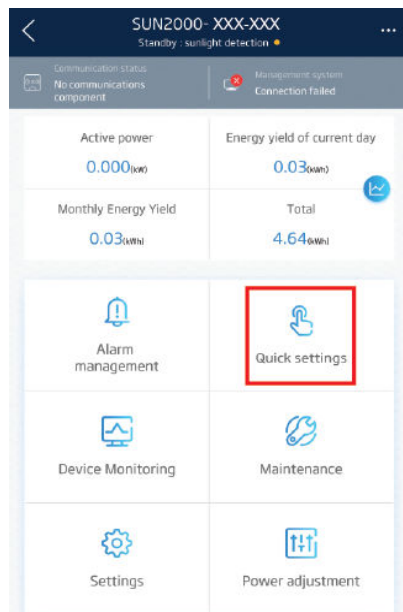 SUN2000- XXX-XXX
Standby : sunlight detection
Communication status
No communications
component
Management system
Connection failed
Active power
0.000(kW)
Energy yield of current day
0.03(kWh)
Monthly Energy Yield
0.03(kWh)
Total
4.64(kWh)
Alarm
management
Quick settings
Device Monitoring
Maintenance
Settings
Power adjustment